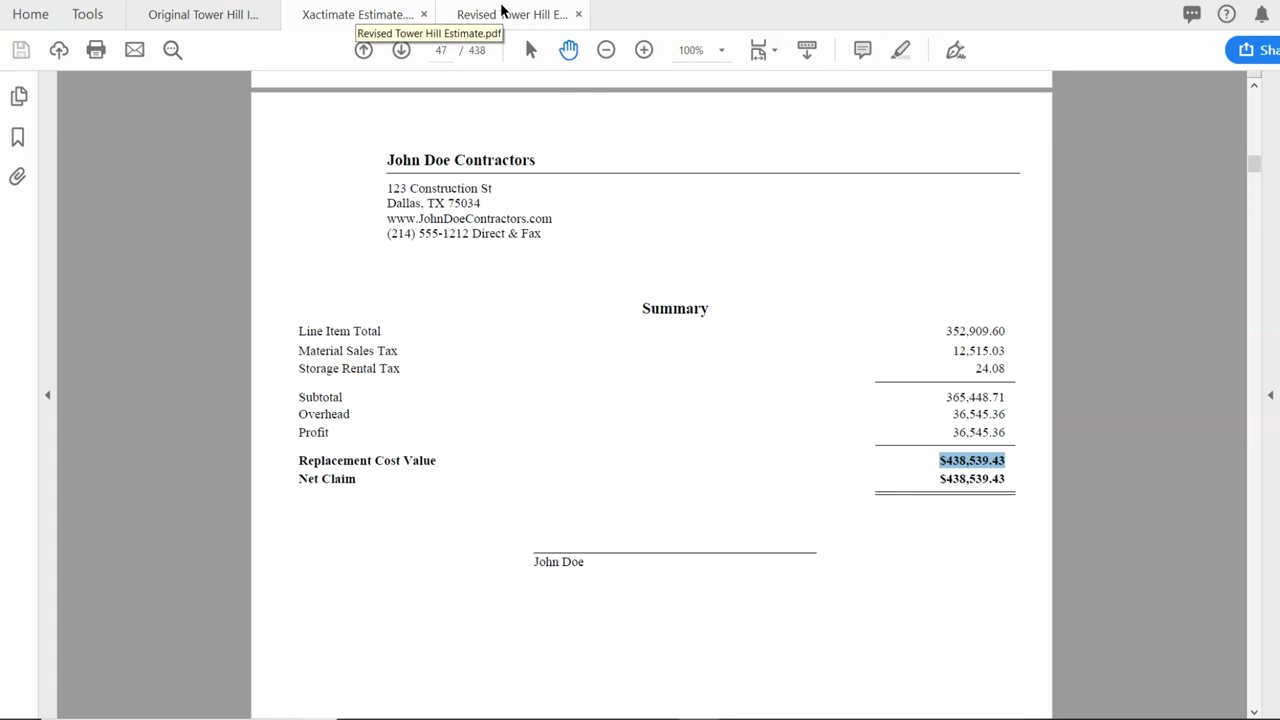 Home Tools Original Tower Hill I... Xactimate Estimate.... × Revised Tower Hill E... ×
Revised Tower Hill Estimate.pdf
47 / 438 100% Sha
John Doe Contractors
123 Construction St
Dallas, TX 75034
www.JohnDoeContractors.com
(214) 555-1212 Direct & Fax
Summary
Line Item Total 352,909.60
Material Sales Tax 12,515.03
Storage Rental Tax 24.08
Subtotal 365,448.71
Overhead 36,545.36
Profit 36,545.36
Replacement Cost Value $438,539.43
Net Claim $438,539.43
John Doe